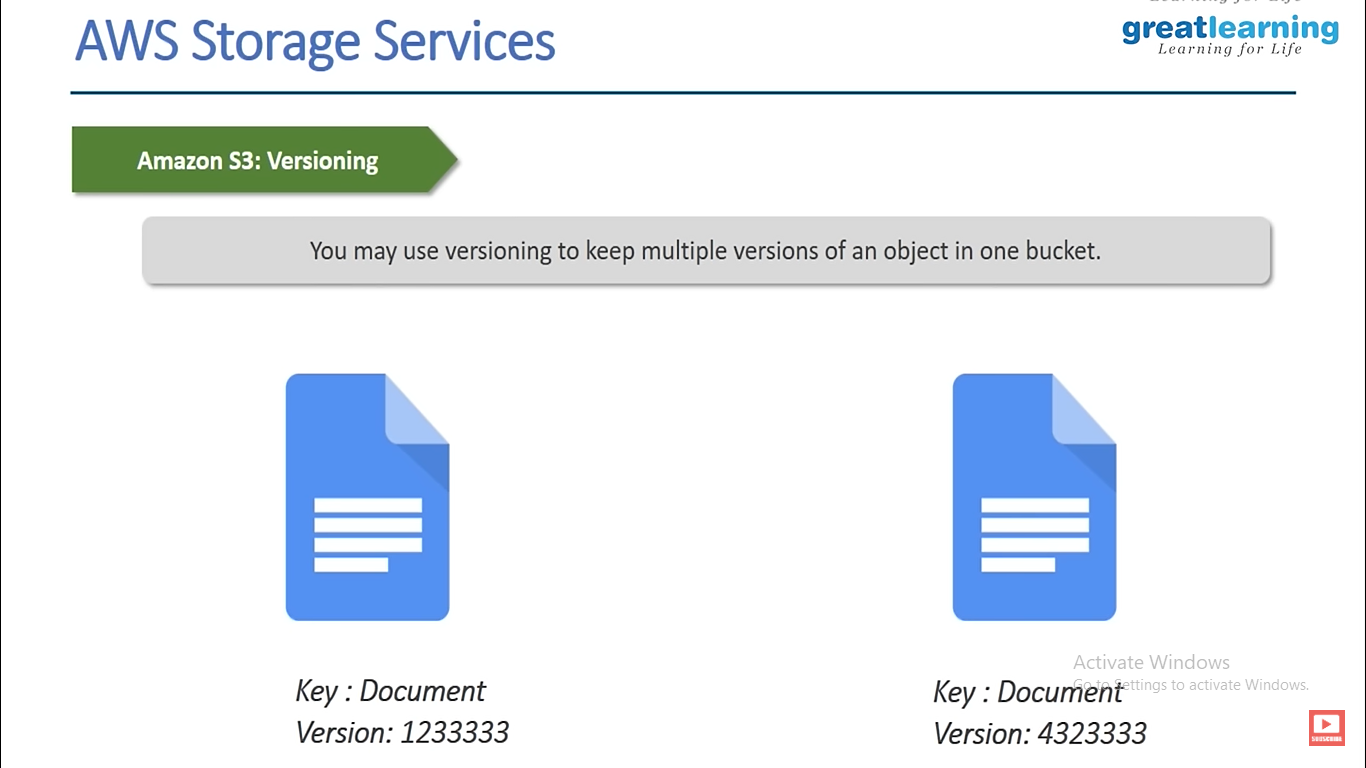 AWS Storage Services
greatlearning
Learning for Life
Amazon S3: Versioning
You may use versioning to keep multiple versions of an object in one bucket.
Key : Document
Version: 1233333
Key : Document
Version: 4323333
Activate Windows
Go to Settings to activate Windows.
SUBSCRIBE